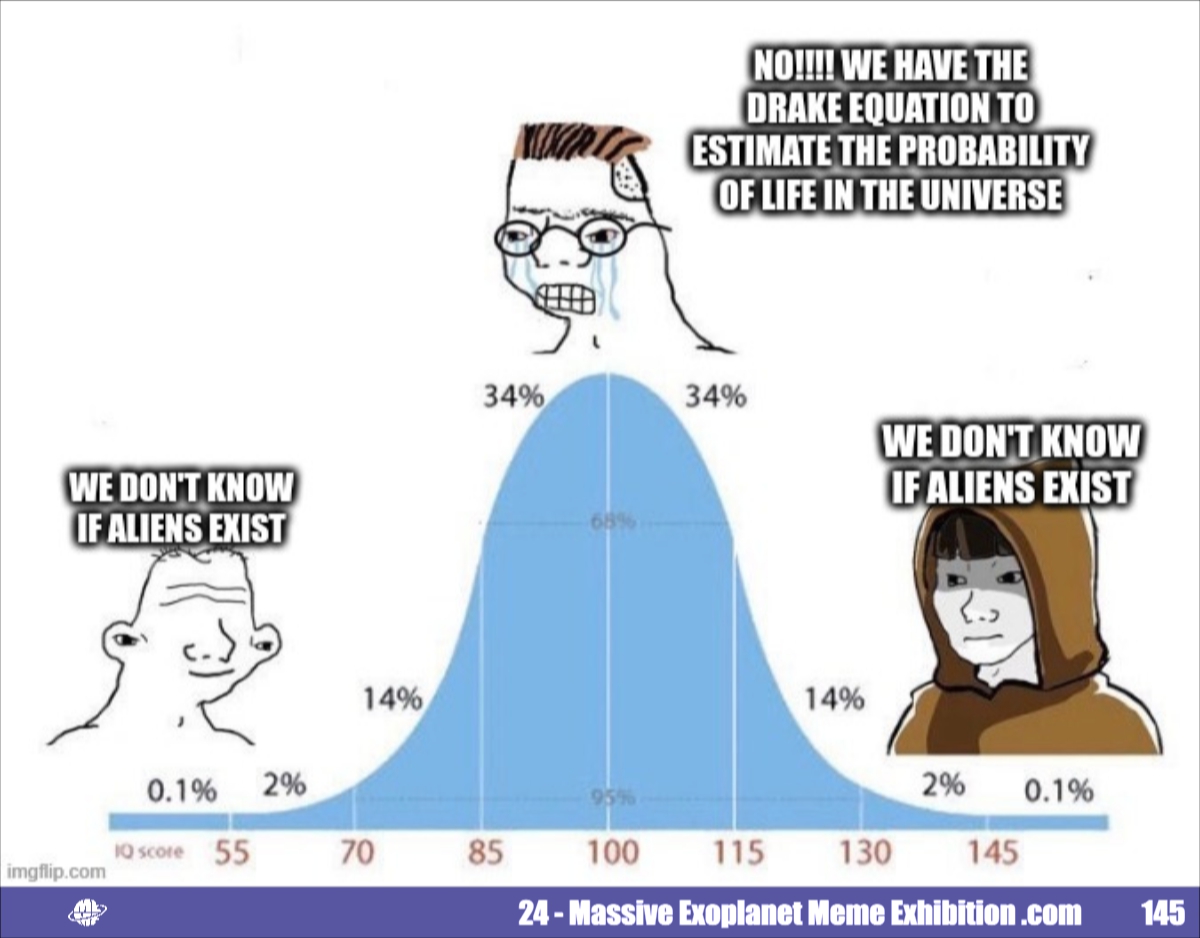 NO!!!! WE HAVE THE
DRAKE EQUATION TO
ESTIMATE THE PROBABILITY
OF LIFE IN THE UNIVERSE
34%
34%
WE DON'T KNOW
IF ALIENS EXIST
WE DON'T KNOW
IF ALIENS EXIST
68%
14%
14%
0.1%
2%
95%
2%
0.1%
IQ score
55
70
85
100
115
130
145
imgflip.com
24 - Massive Exoplanet Meme Exhibition .com
145